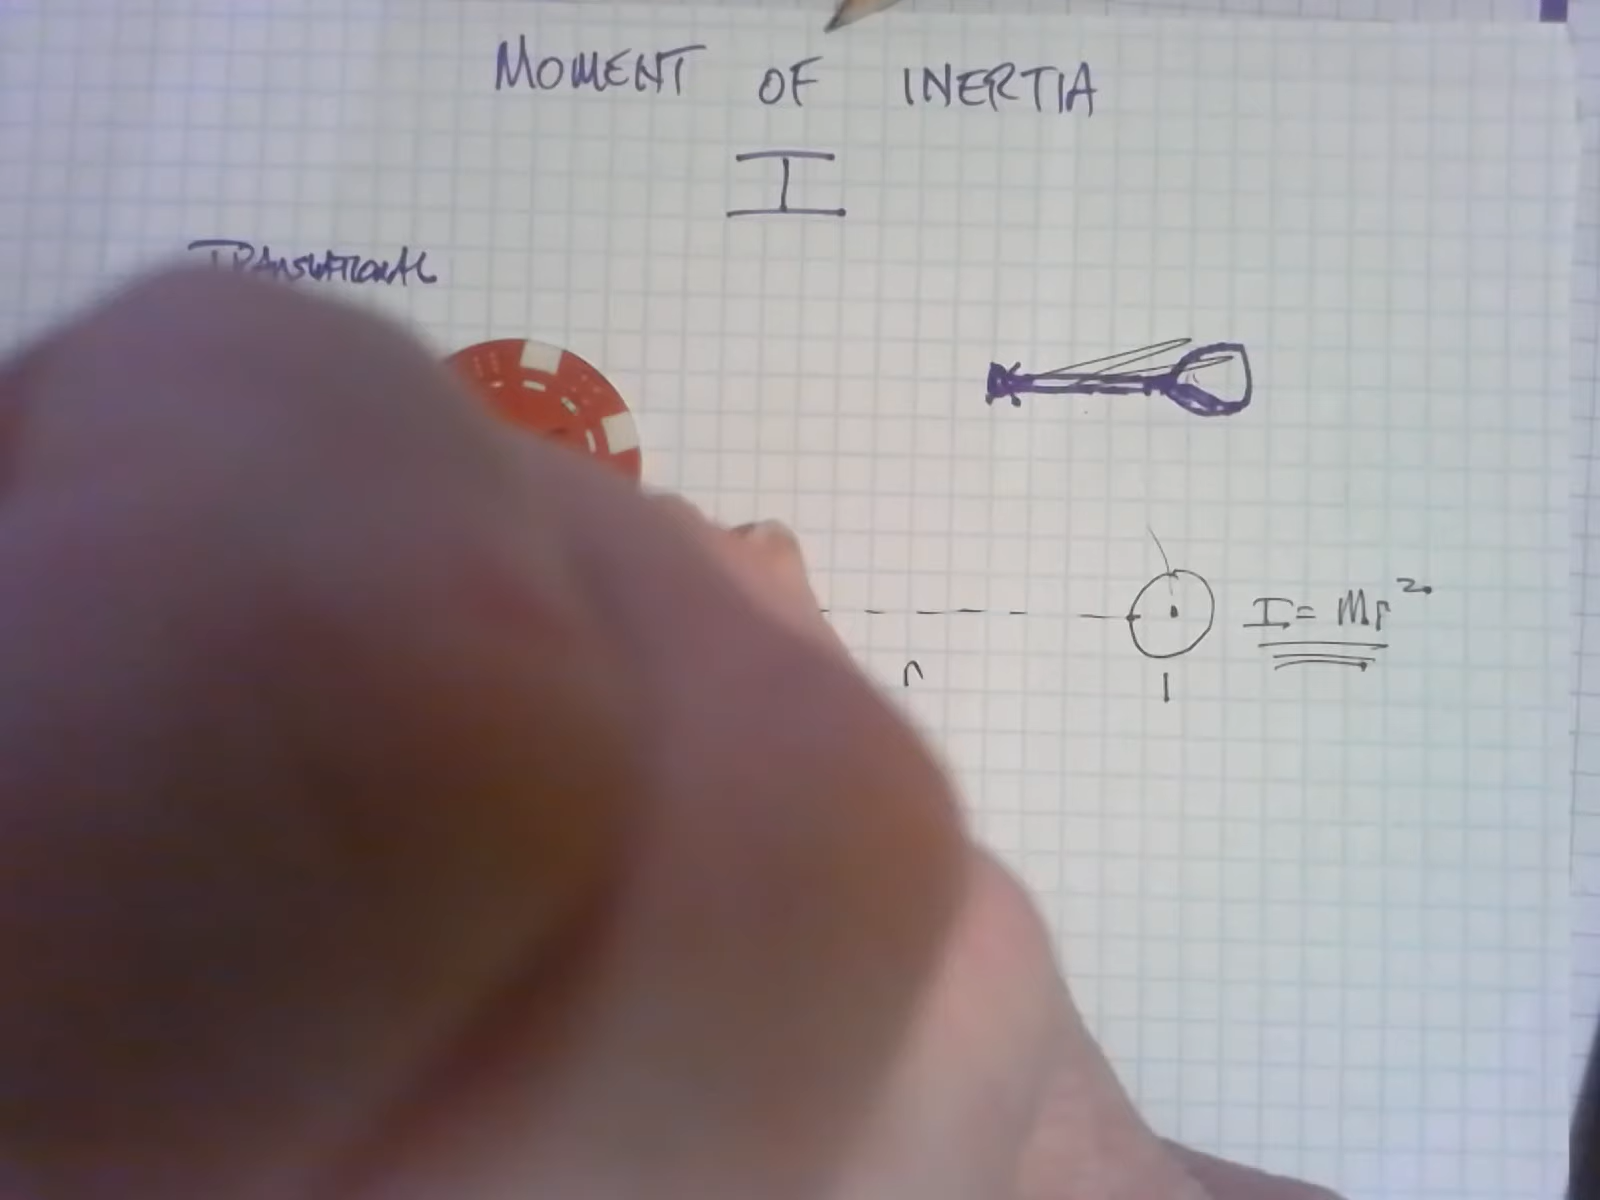 MOMENT OF INERTIA
I
TRANSLATIONAL
I = Mr²
r